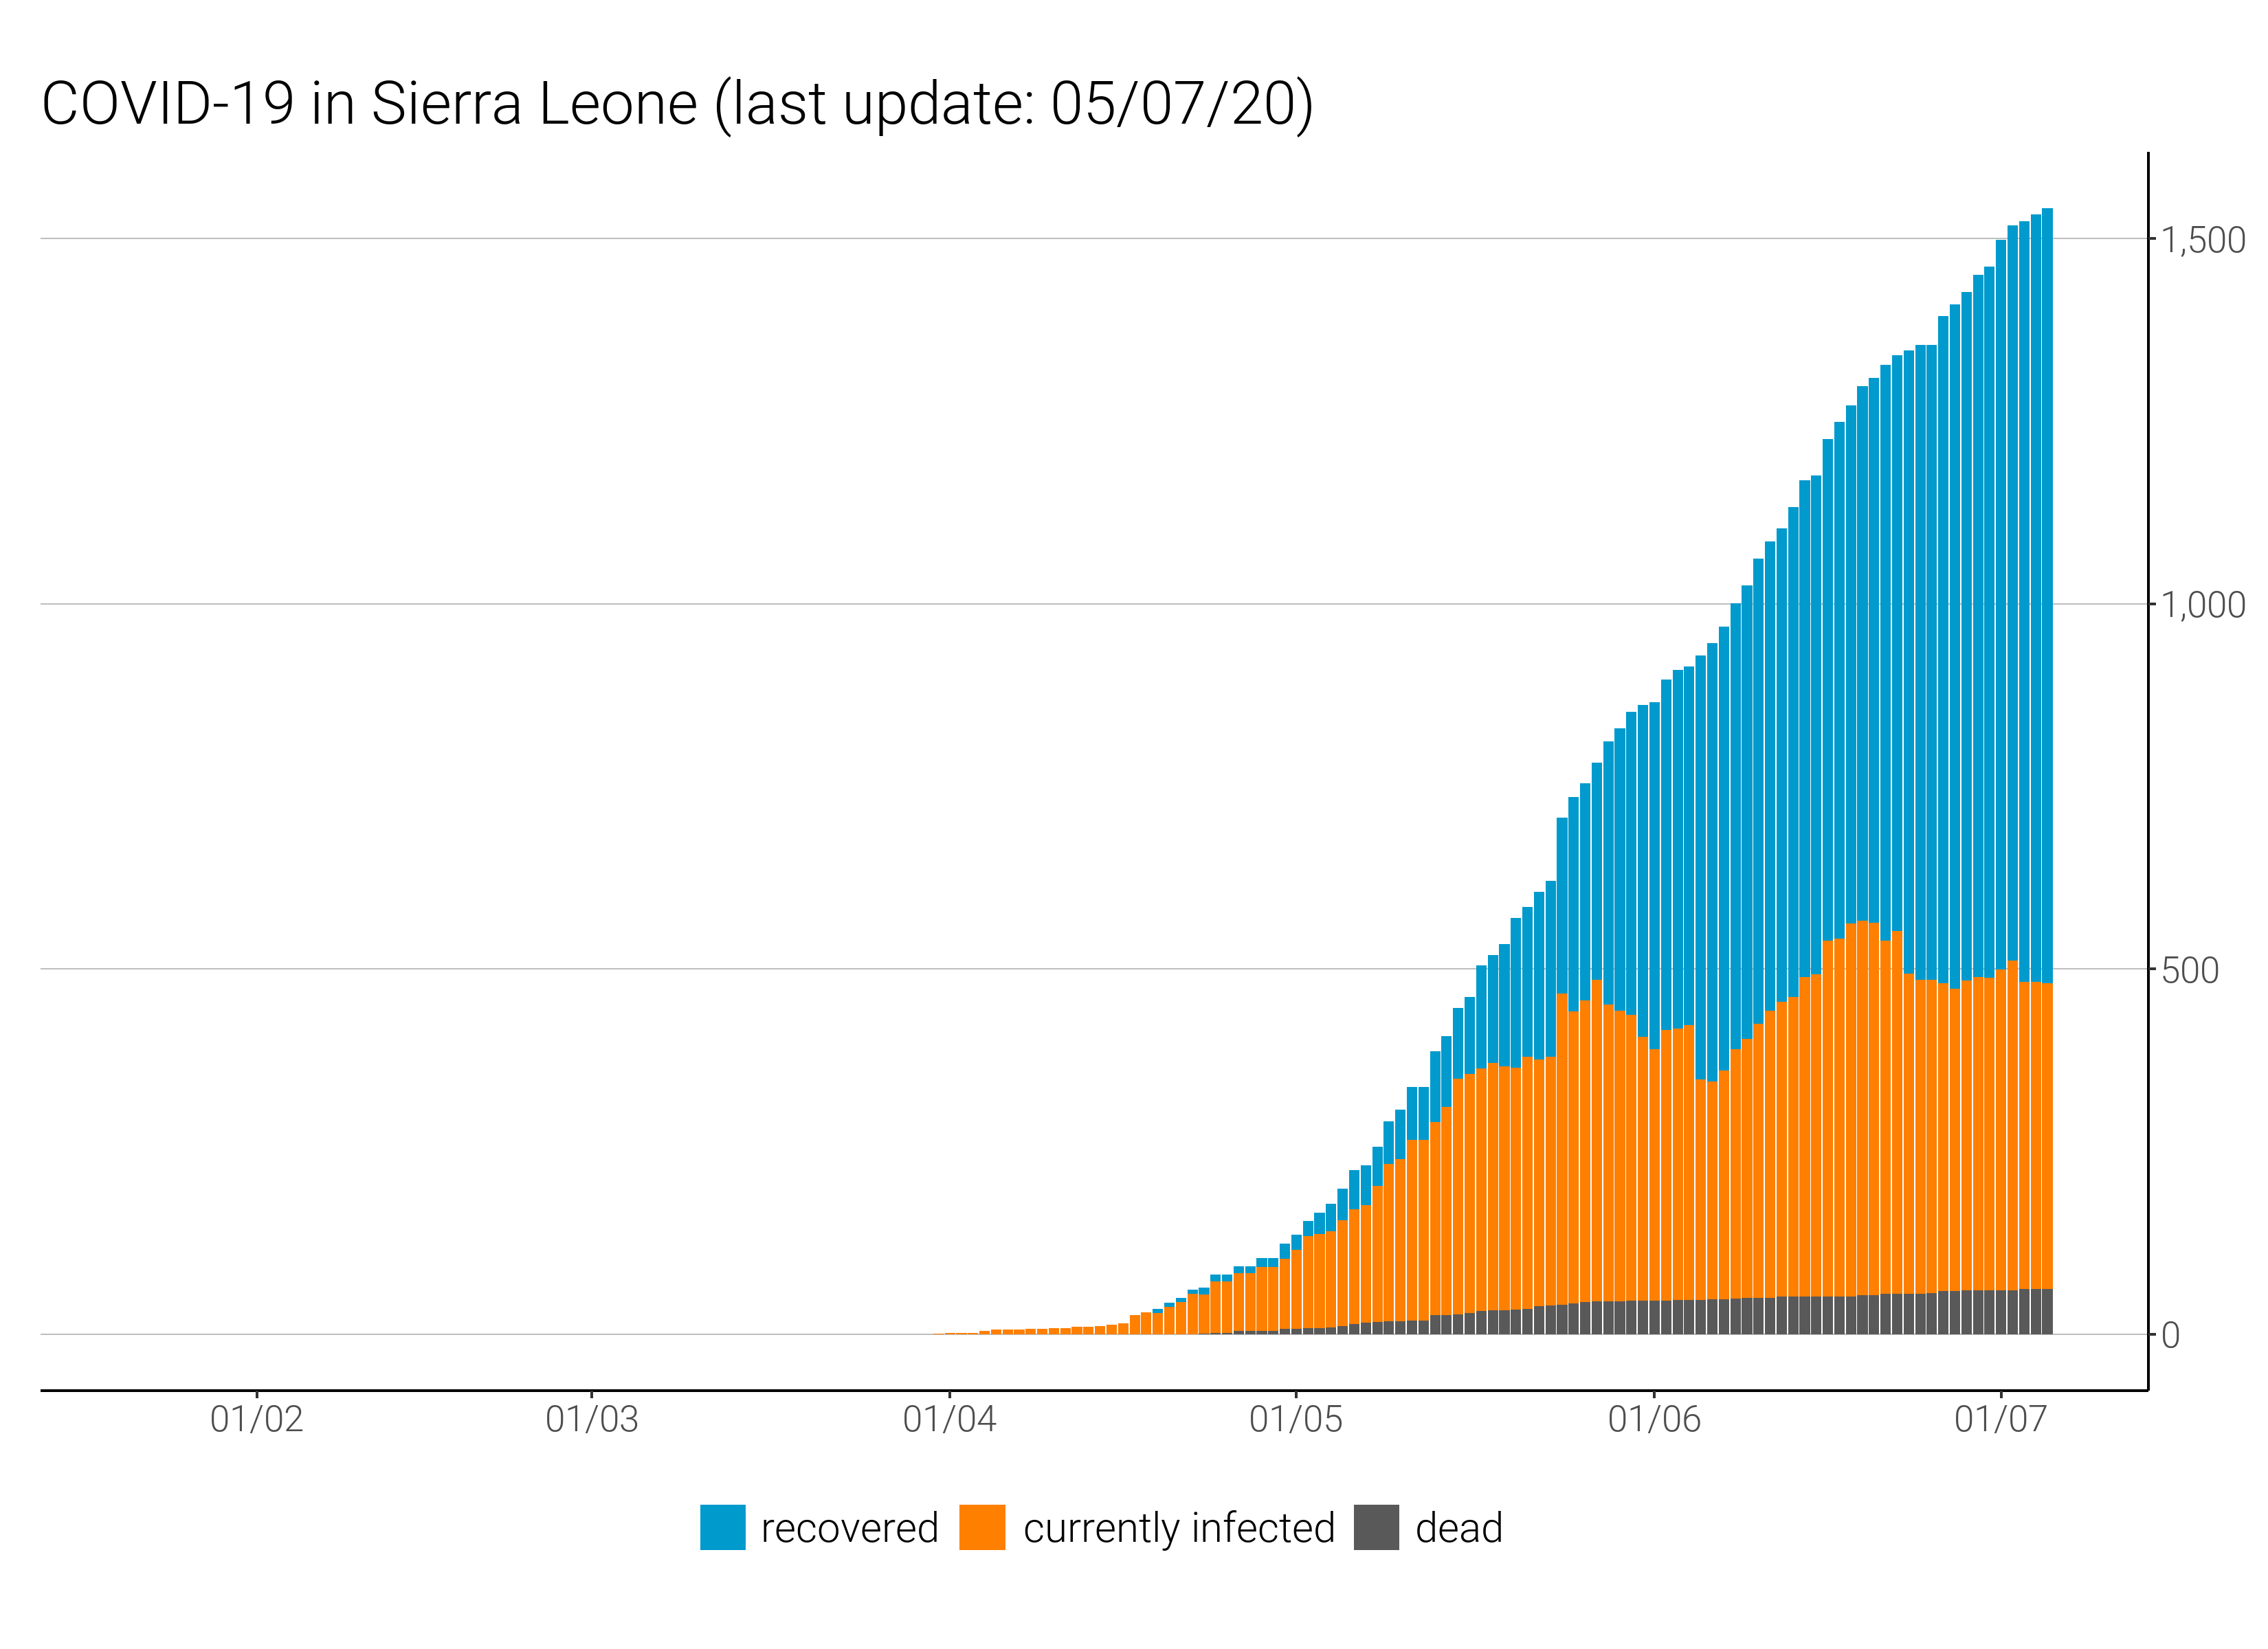 COVID-19 in Sierra Leone (last update: 05/07/20)
1,500
1,000
500
0
01/02 01/03 01/04 01/05 01/06 01/07
recovered currently infected dead